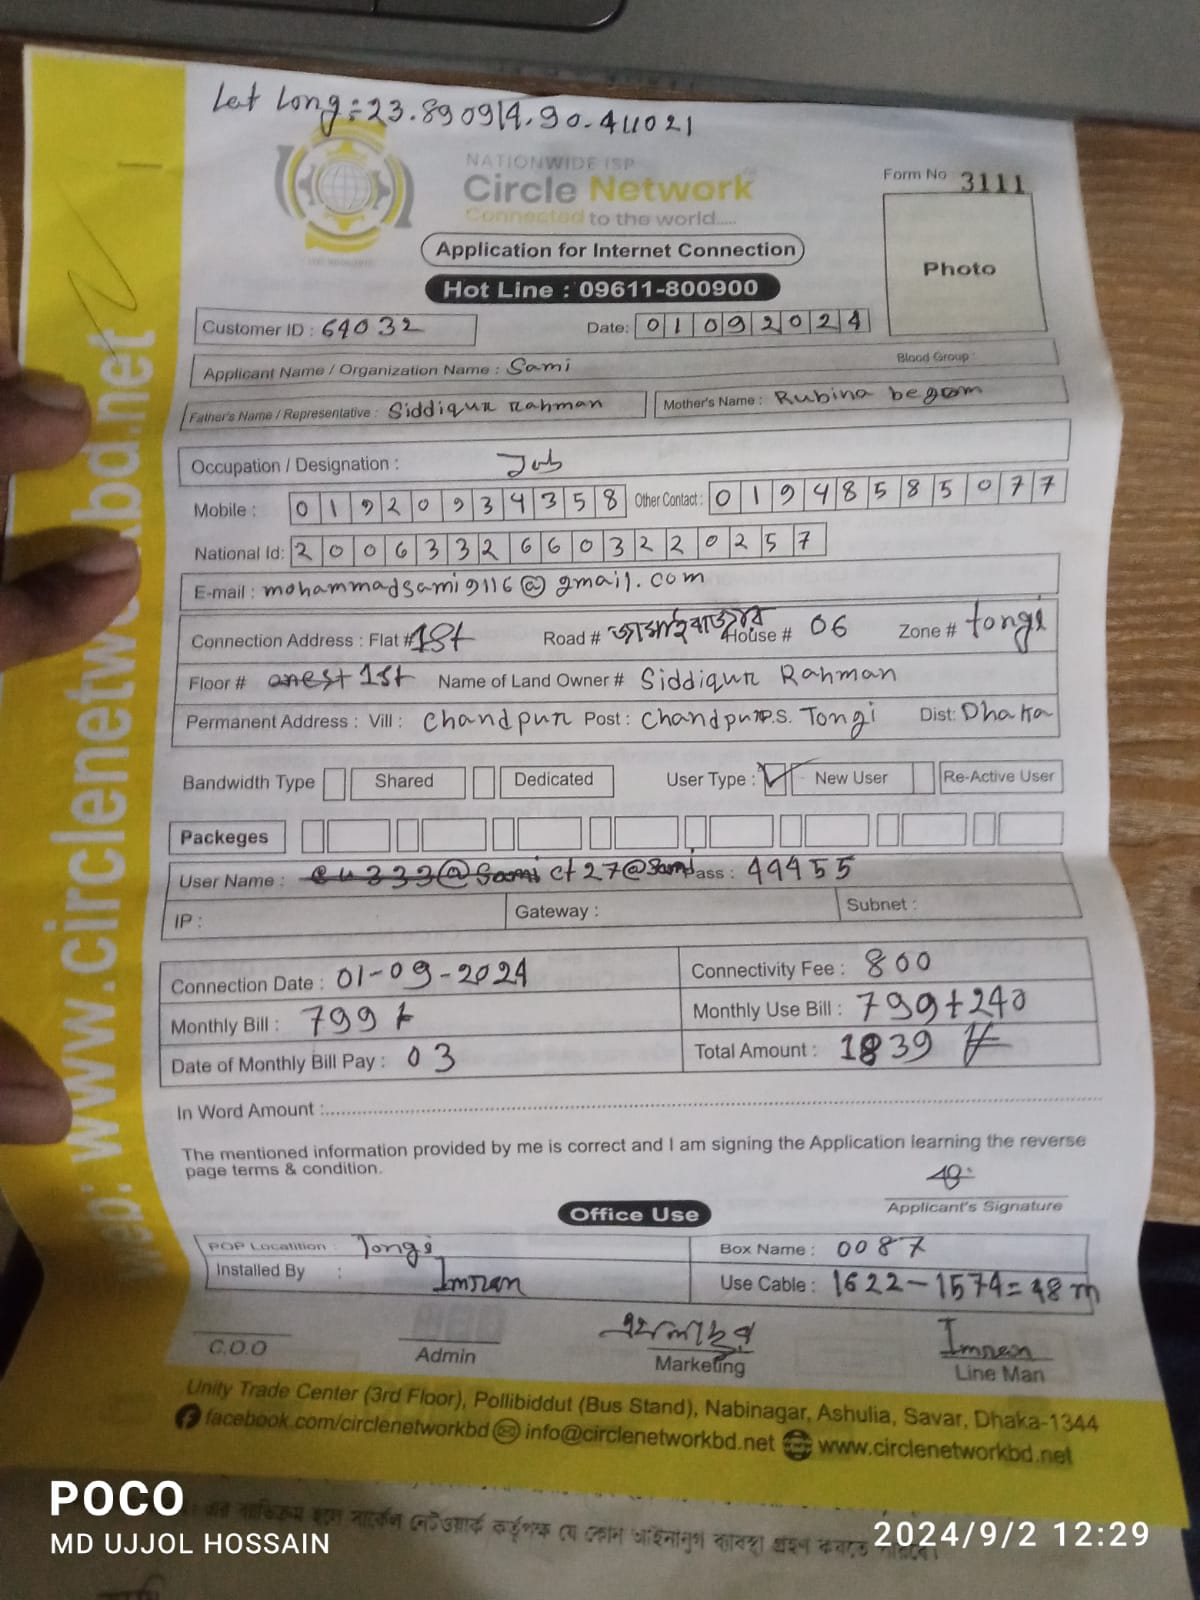 Let Long:-23.890914,90.411021
NATIONWIDE ISP
Circle Network
Connected to the world.....
Form No 3111
Application for Internet Connection
Photo
Hot Line : 09611-800900
Customer ID : 64032
Date: 01092024
Blood Group :
Applicant Name / Organization Name : Sami
Father's Name / Representative : Siddiqur Rahman
Mother's Name : Rubina begom
Occupation / Designation : Job
Mobile : 01920934358 Other Contact : 01948585077
National Id: 20063326603220257
E-mail : mohammadsami9116@gmail.com
Connection Address : Flat # 1st Road # জামাইবাজার House # 06 Zone # tongi
Floor # 1st Name of Land Owner # Siddiqur Rahman
Permanent Address : Vill : Chandpur Post : Chandpur P.S. Tongi Dist: Dhaka
Bandwidth Type Shared Dedicated User Type : New User Re-Active User
Packeges
User Name : ct27@Sami Pass : 49955
IP : Gateway : Subnet :
Connection Date : 01-09-2024 Connectivity Fee : 800
Monthly Bill : 799 Monthly Use Bill : 799+240
Date of Monthly Bill Pay : 03 Total Amount : 1839
In Word Amount :
The mentioned information provided by me is correct and I am signing the Application learning the reverse
page terms & condition.
Applicant's Signature
Office Use
POP Locatition : Tongi Box Name : 0087
Installed By : Imran Use Cable : 1622-1574=48 m
C.O.O Admin Marketing Imran Line Man
Unity Trade Center (3rd Floor), Pollibiddut (Bus Stand), Nabinagar, Ashulia, Savar, Dhaka-1344
facebook.com/circlenetworkbd info@circlenetworkbd.net www.circlenetworkbd.net
web: www.circlenetworkbd.net
POCO
MD UJJOL HOSSAIN
2024/9/2 12:29